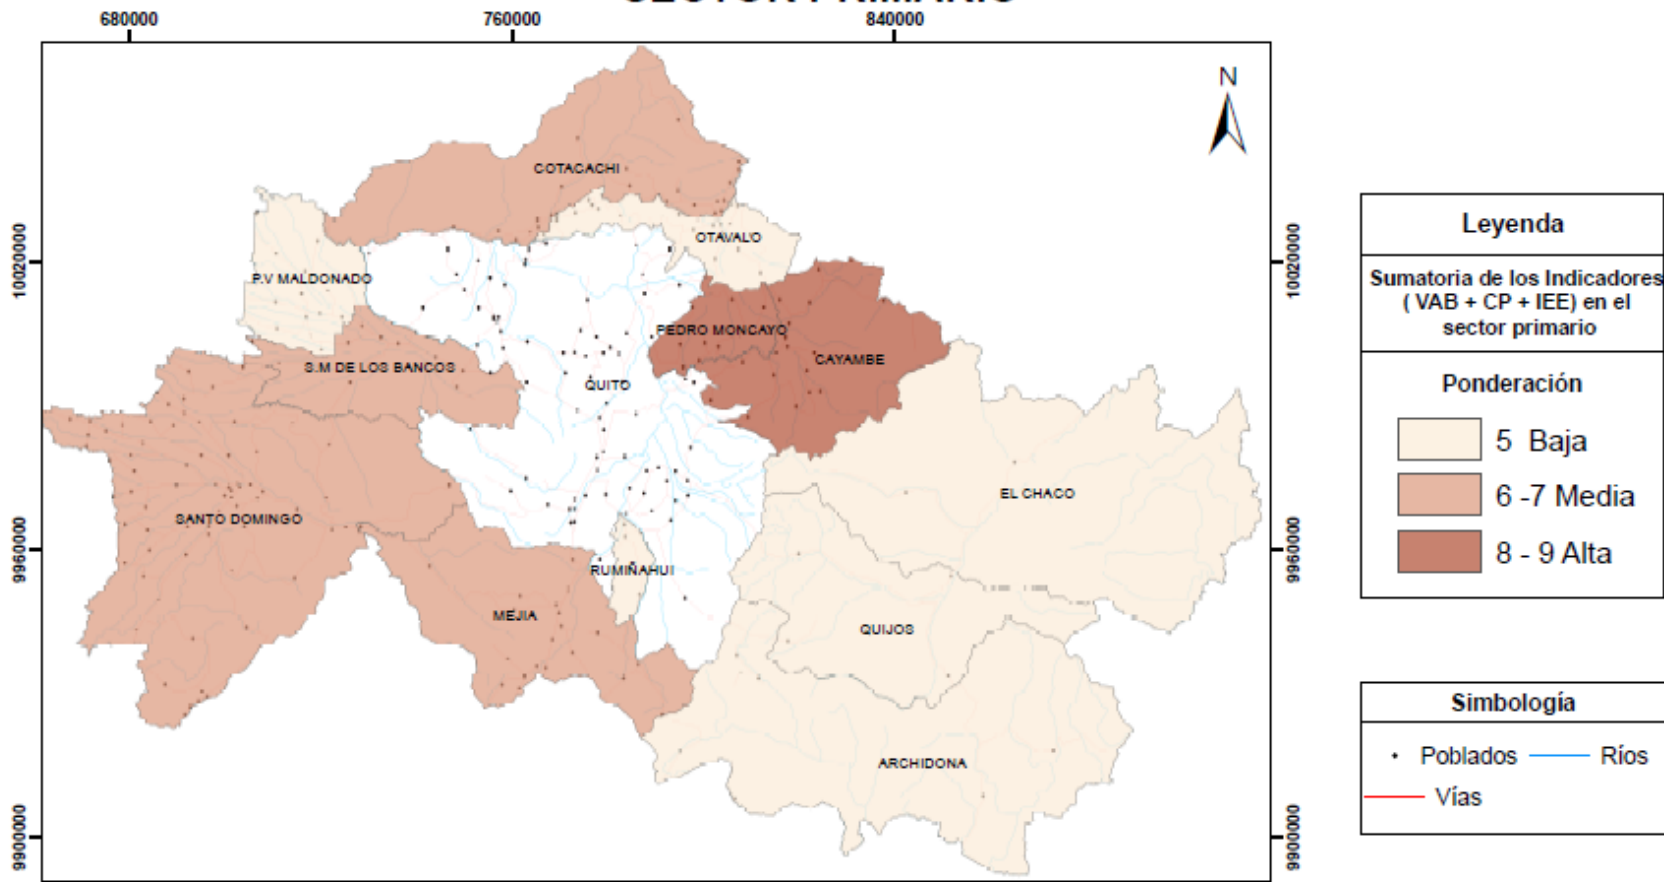 680000
760000
840000
N
COTACACHI
OTAVALO
P.V MALDONADO
PEDRO MONCAYO
CAYAMBE
S.M DE LOS BANCOS
QUITO
EL CHACO
SANTO DOMINGO
RUMIÑAHUI
MEJIA
QUIJOS
ARCHIDONA
10020000
9960000
9900000
10020000
9960000
9900000
Leyenda
Sumatoria de los Indicadores
( VAB + CP + IEE) en el
sector primario
Ponderación
5 Baja
6 -7 Media
8 - 9 Alta
Simbología
Poblados
Ríos
Vías